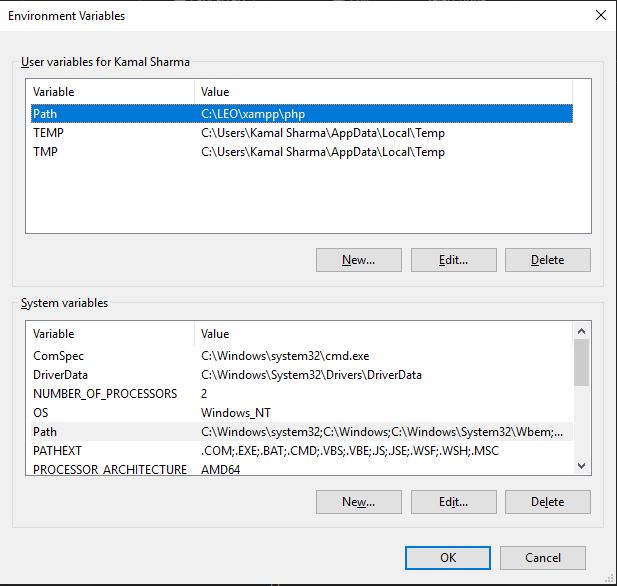 Environment Variables
User variables for Kamal Sharma
Variable Value
Path C:\LEO\xampp\php
TEMP C:\Users\Kamal Sharma\AppData\Local\Temp
TMP C:\Users\Kamal Sharma\AppData\Local\Temp
New... Edit... Delete
System variables
Variable Value
ComSpec C:\Windows\system32\cmd.exe
DriverData C:\Windows\System32\Drivers\DriverData
NUMBER_OF_PROCESSORS 2
OS Windows_NT
Path C:\Windows\system32;C:\Windows;C:\Windows\System32\Wbem;...
PATHEXT .COM;.EXE;.BAT;.CMD;.VBS;.VBE;.JS;.JSE;.WSF;.WSH;.MSC
PROCESSOR_ARCHITECTURE AMD64
New... Edit... Delete
OK Cancel